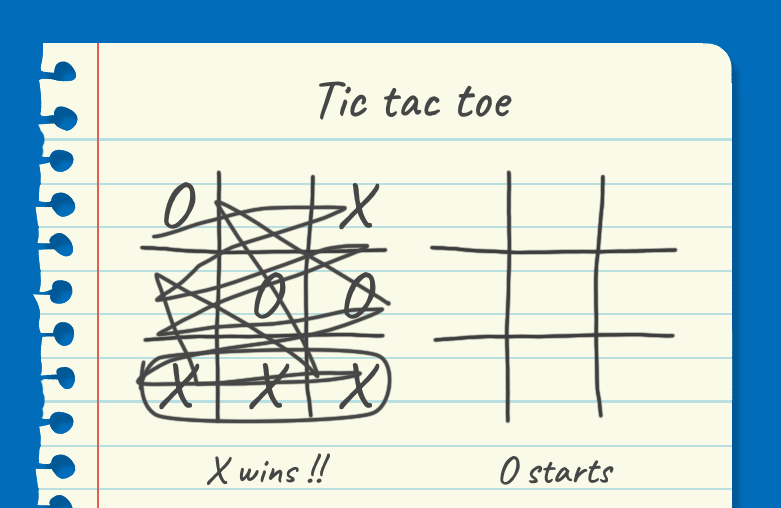 Tic tac toe
O X
O O
X X X
X wins !!
O starts